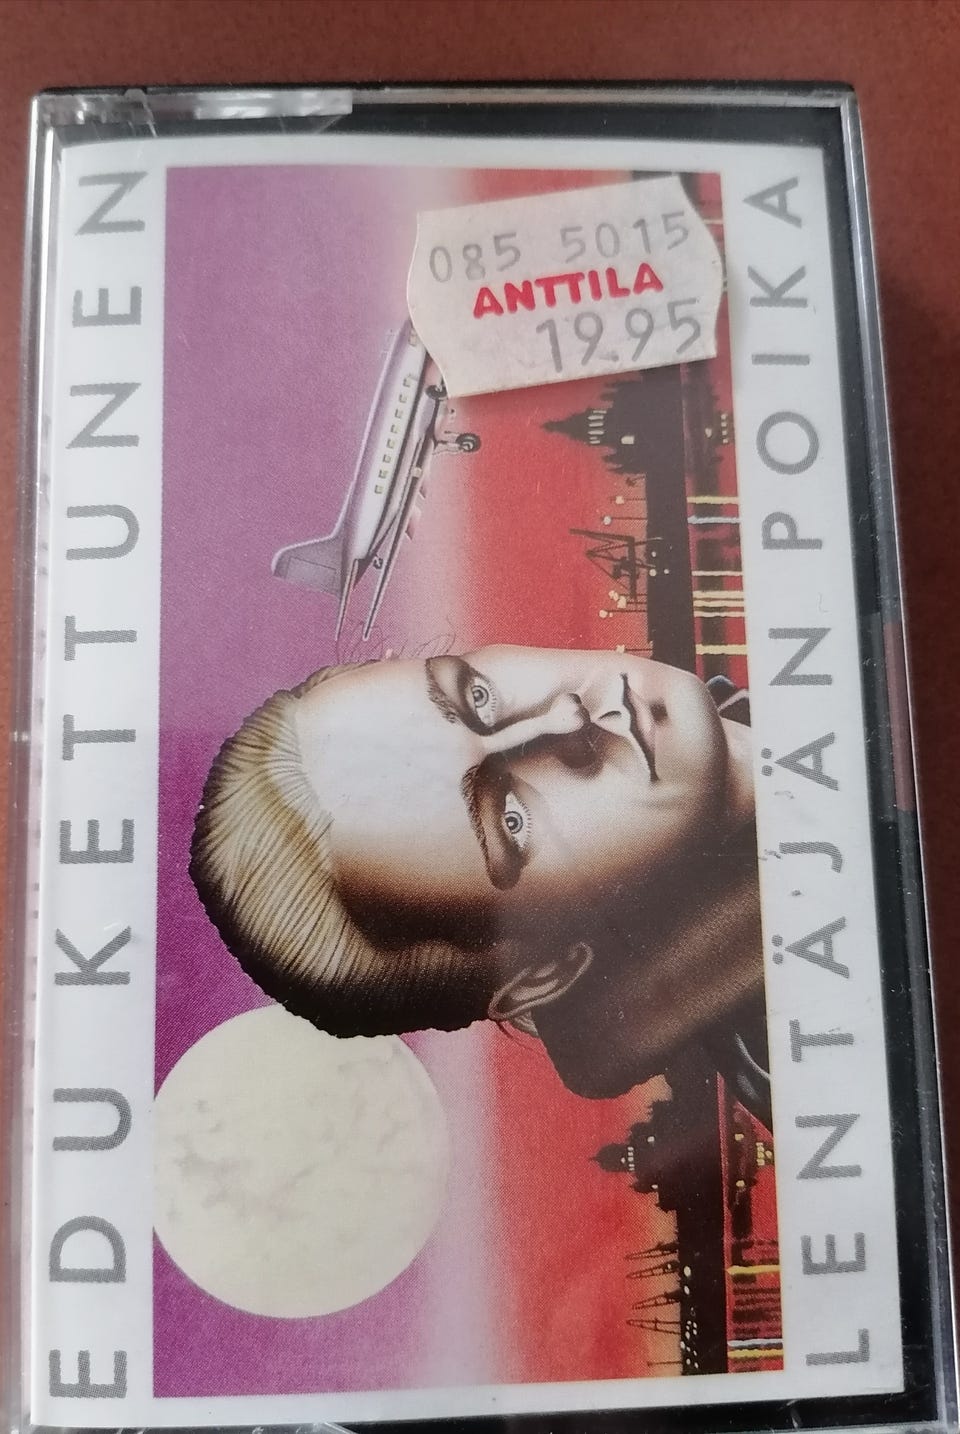 EDU KETTUNEN
085 5015
ANTTILA
19.95
LENTÄJÄN POIKA